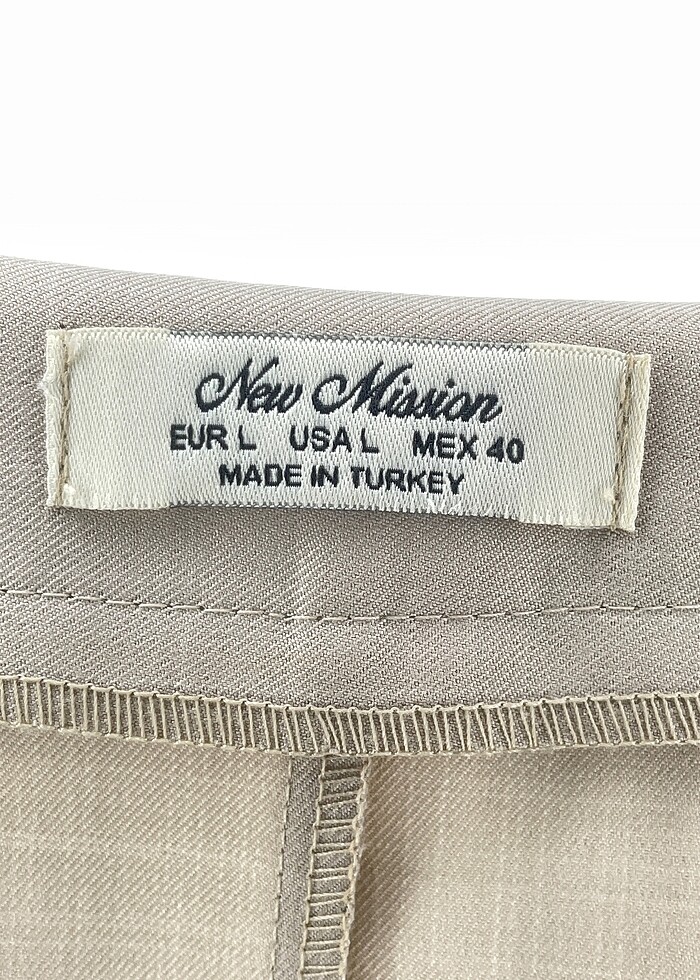 New Mission
EUR L USA L MEX 40
MADE IN TURKEY